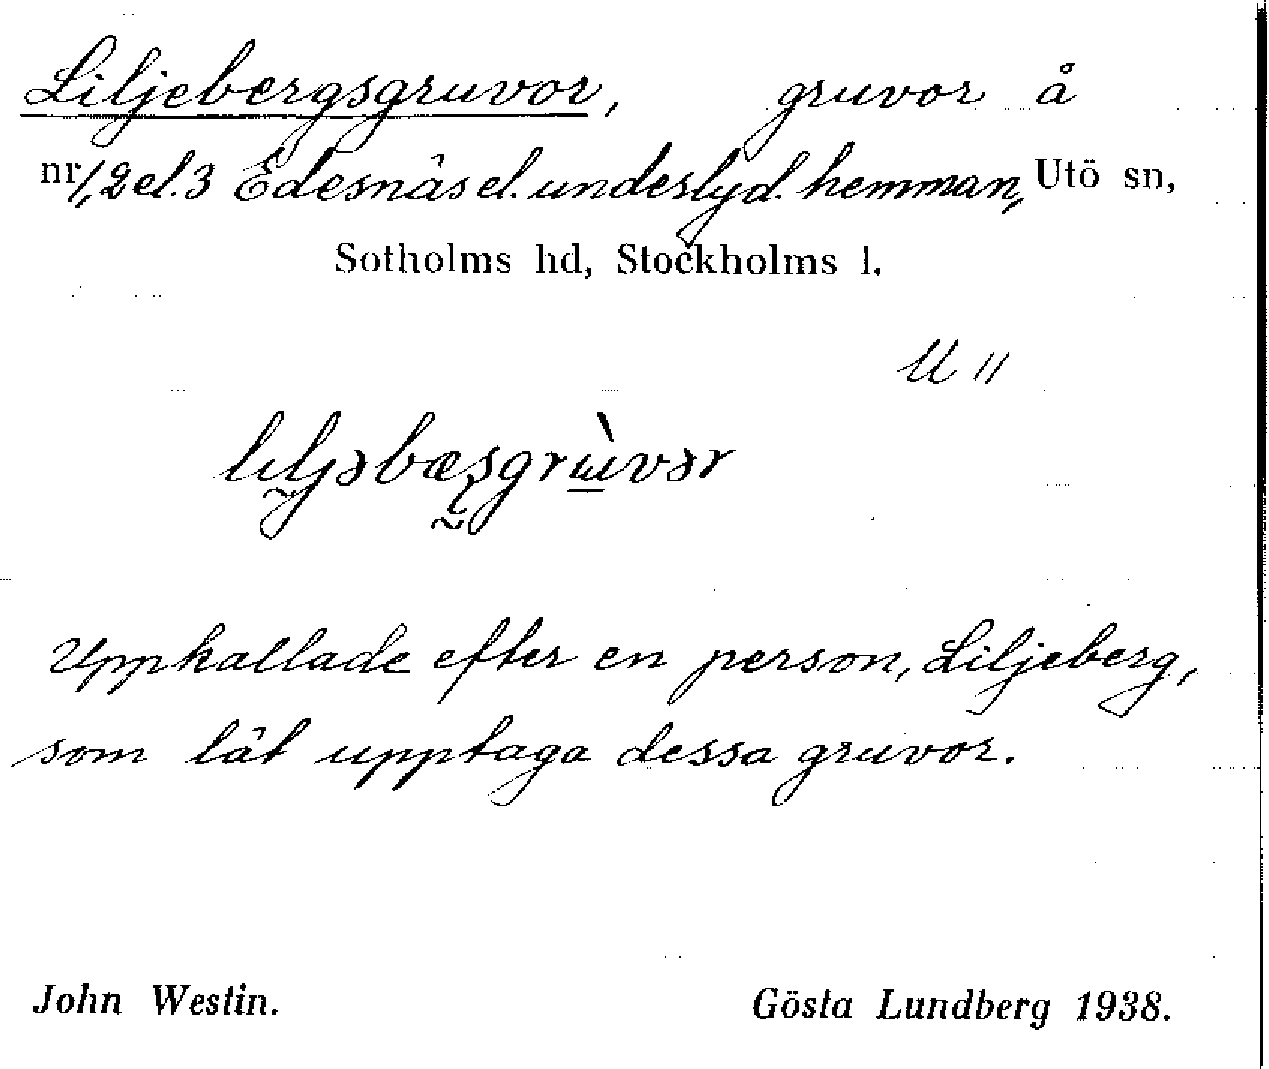 Liljebergsgruvor, gruvor å
nr 1, 2 el. 3 Edesnäs el. underlyd. hemman, Utö sn,
Sotholms hd, Stockholms l.
U 11
Uppkallade efter en person, Liljeberg,
som lät upptaga dessa gruvor.
John Westin. Gösta Lundberg 1938.